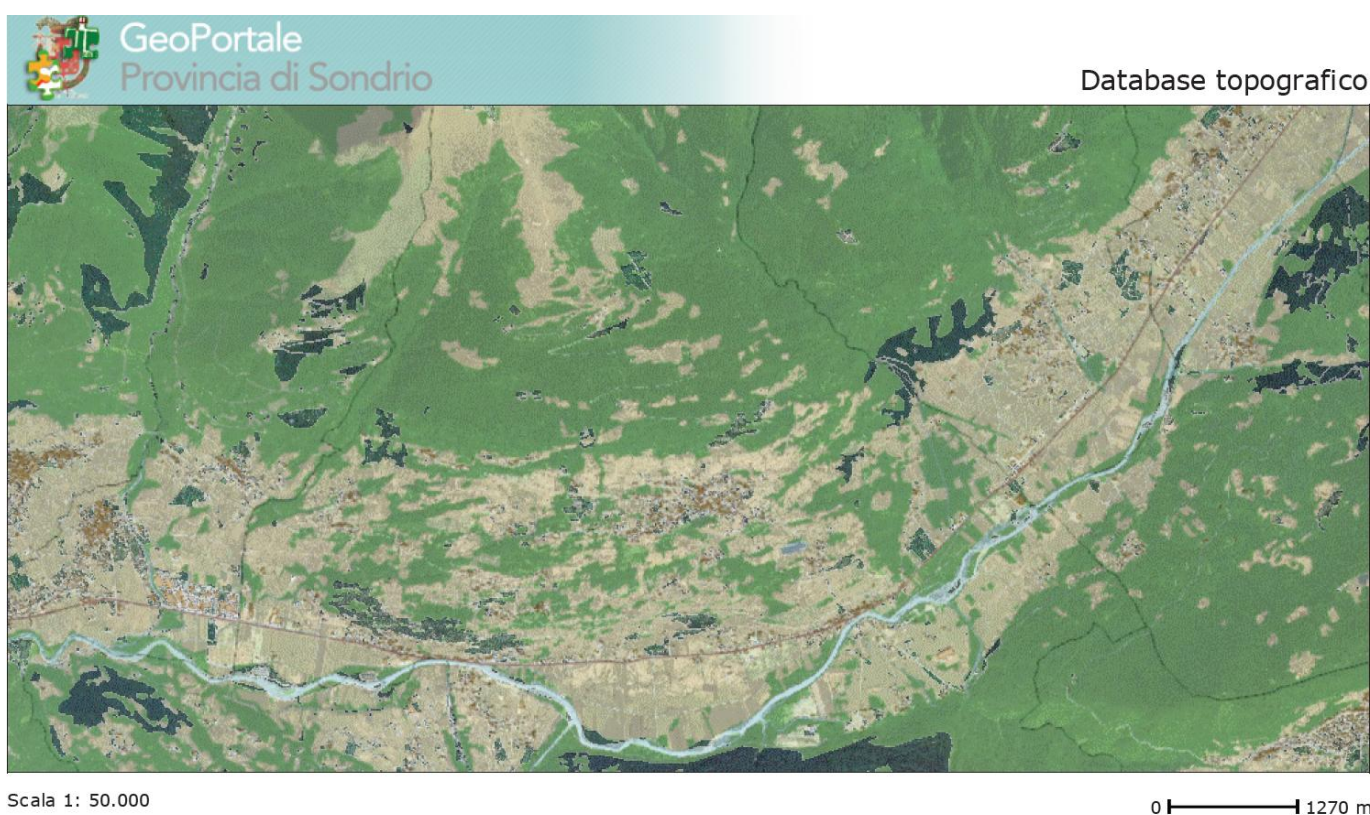 GeoPortale
Provincia di Sondrio
Database topografico
Scala 1: 50.000
0 1270 m